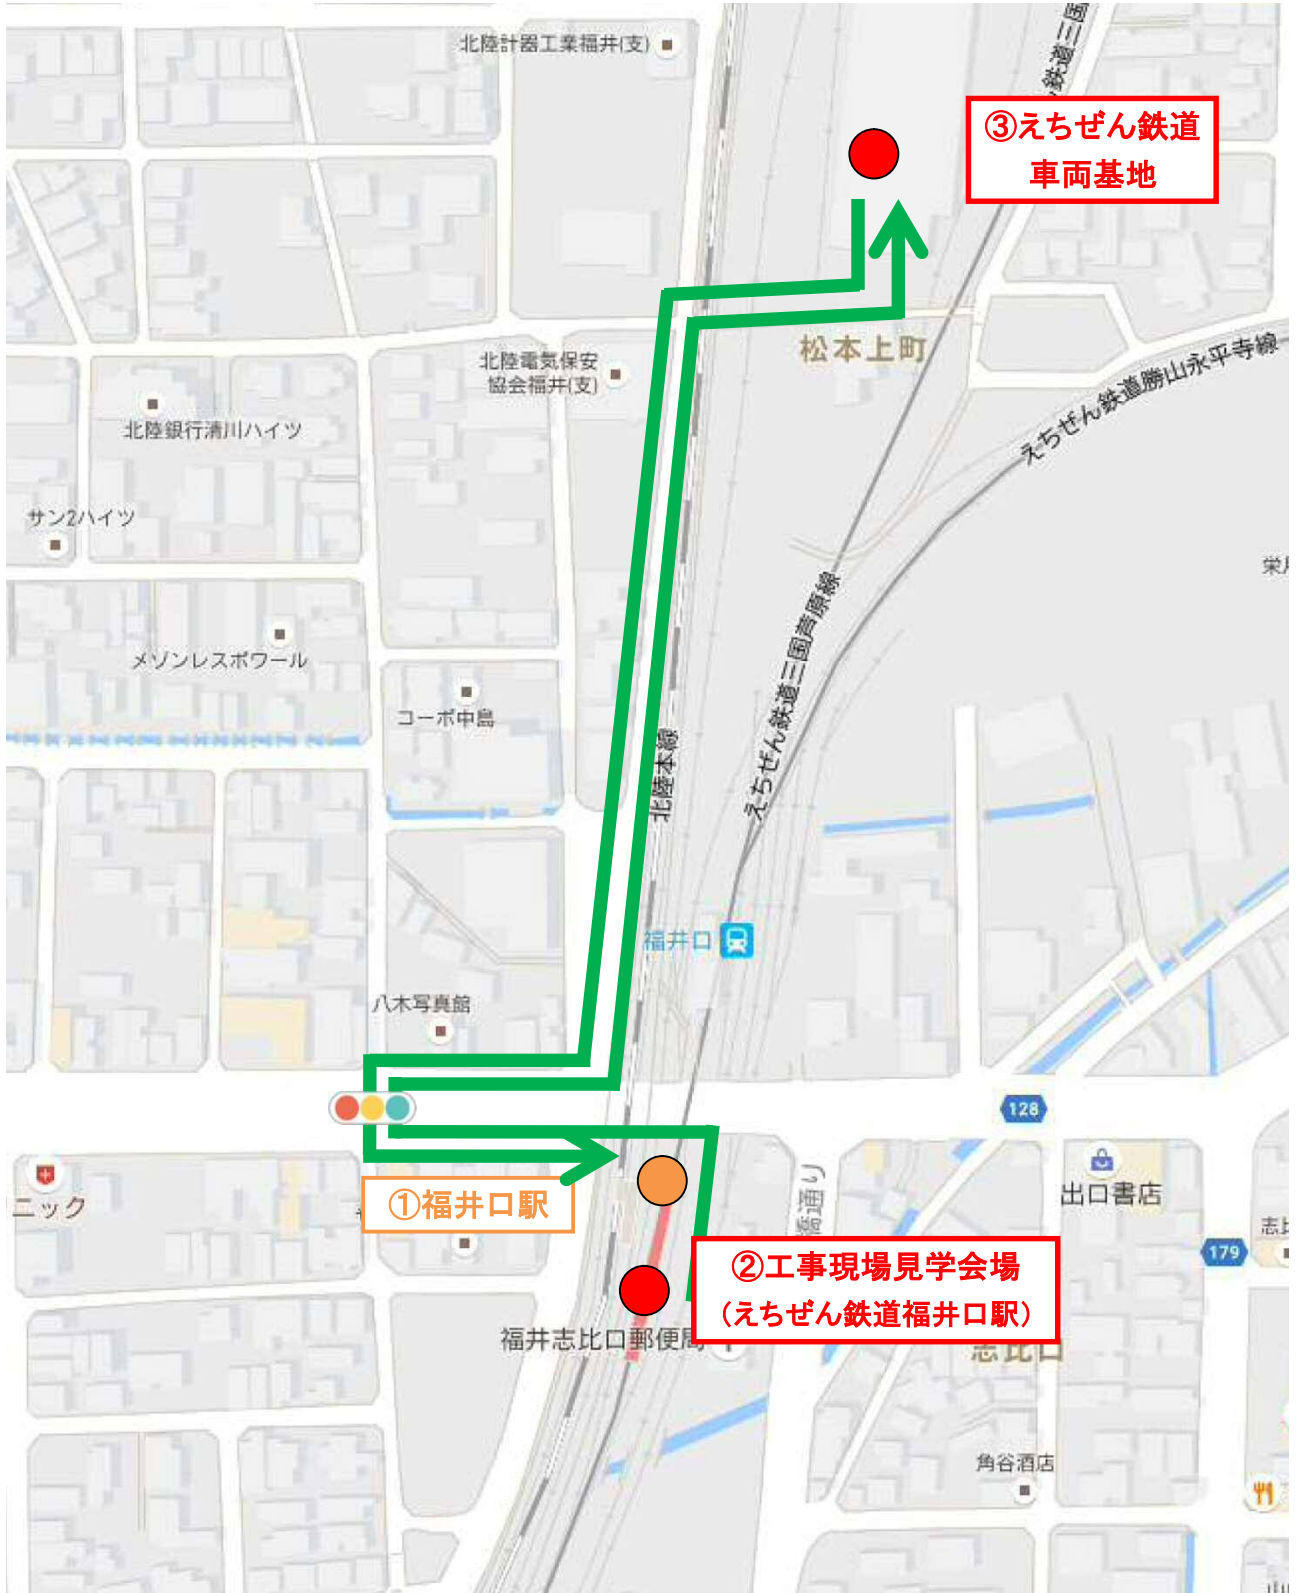 北陸計器工業福井(支)
鉄道三国
③えちぜん鉄道
車両基地
松本上町
北陸電気保安
協会福井(支)
えちぜん鉄道勝山永平寺線
北陸銀行清川ハイツ
サン2ハイツ
メゾンレスポワール
コーポ中島
えちぜん鉄道三国芦原線
北陸本線
福井口
八木写真館
128
ニック
①福井口駅
橋通り
出口書店
179
②工事現場見学会場
(えちぜん鉄道福井口駅)
福井志比口郵便局
志比口
角谷酒店